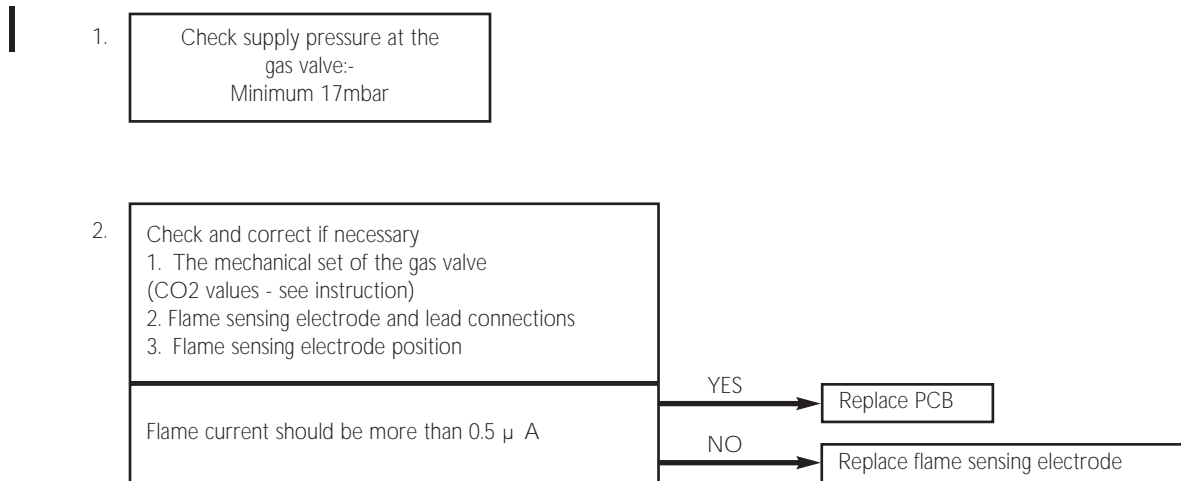 1.
Check supply pressure at the
gas valve:-
Minimum 17mbar
2.
Check and correct if necessary
1. The mechanical set of the gas valve
(CO2 values - see instruction)
2. Flame sensing electrode and lead connections
3. Flame sensing electrode position
YES
Replace PCB
Flame current should be more than 0.5 μ A
NO
Replace flame sensing electrode